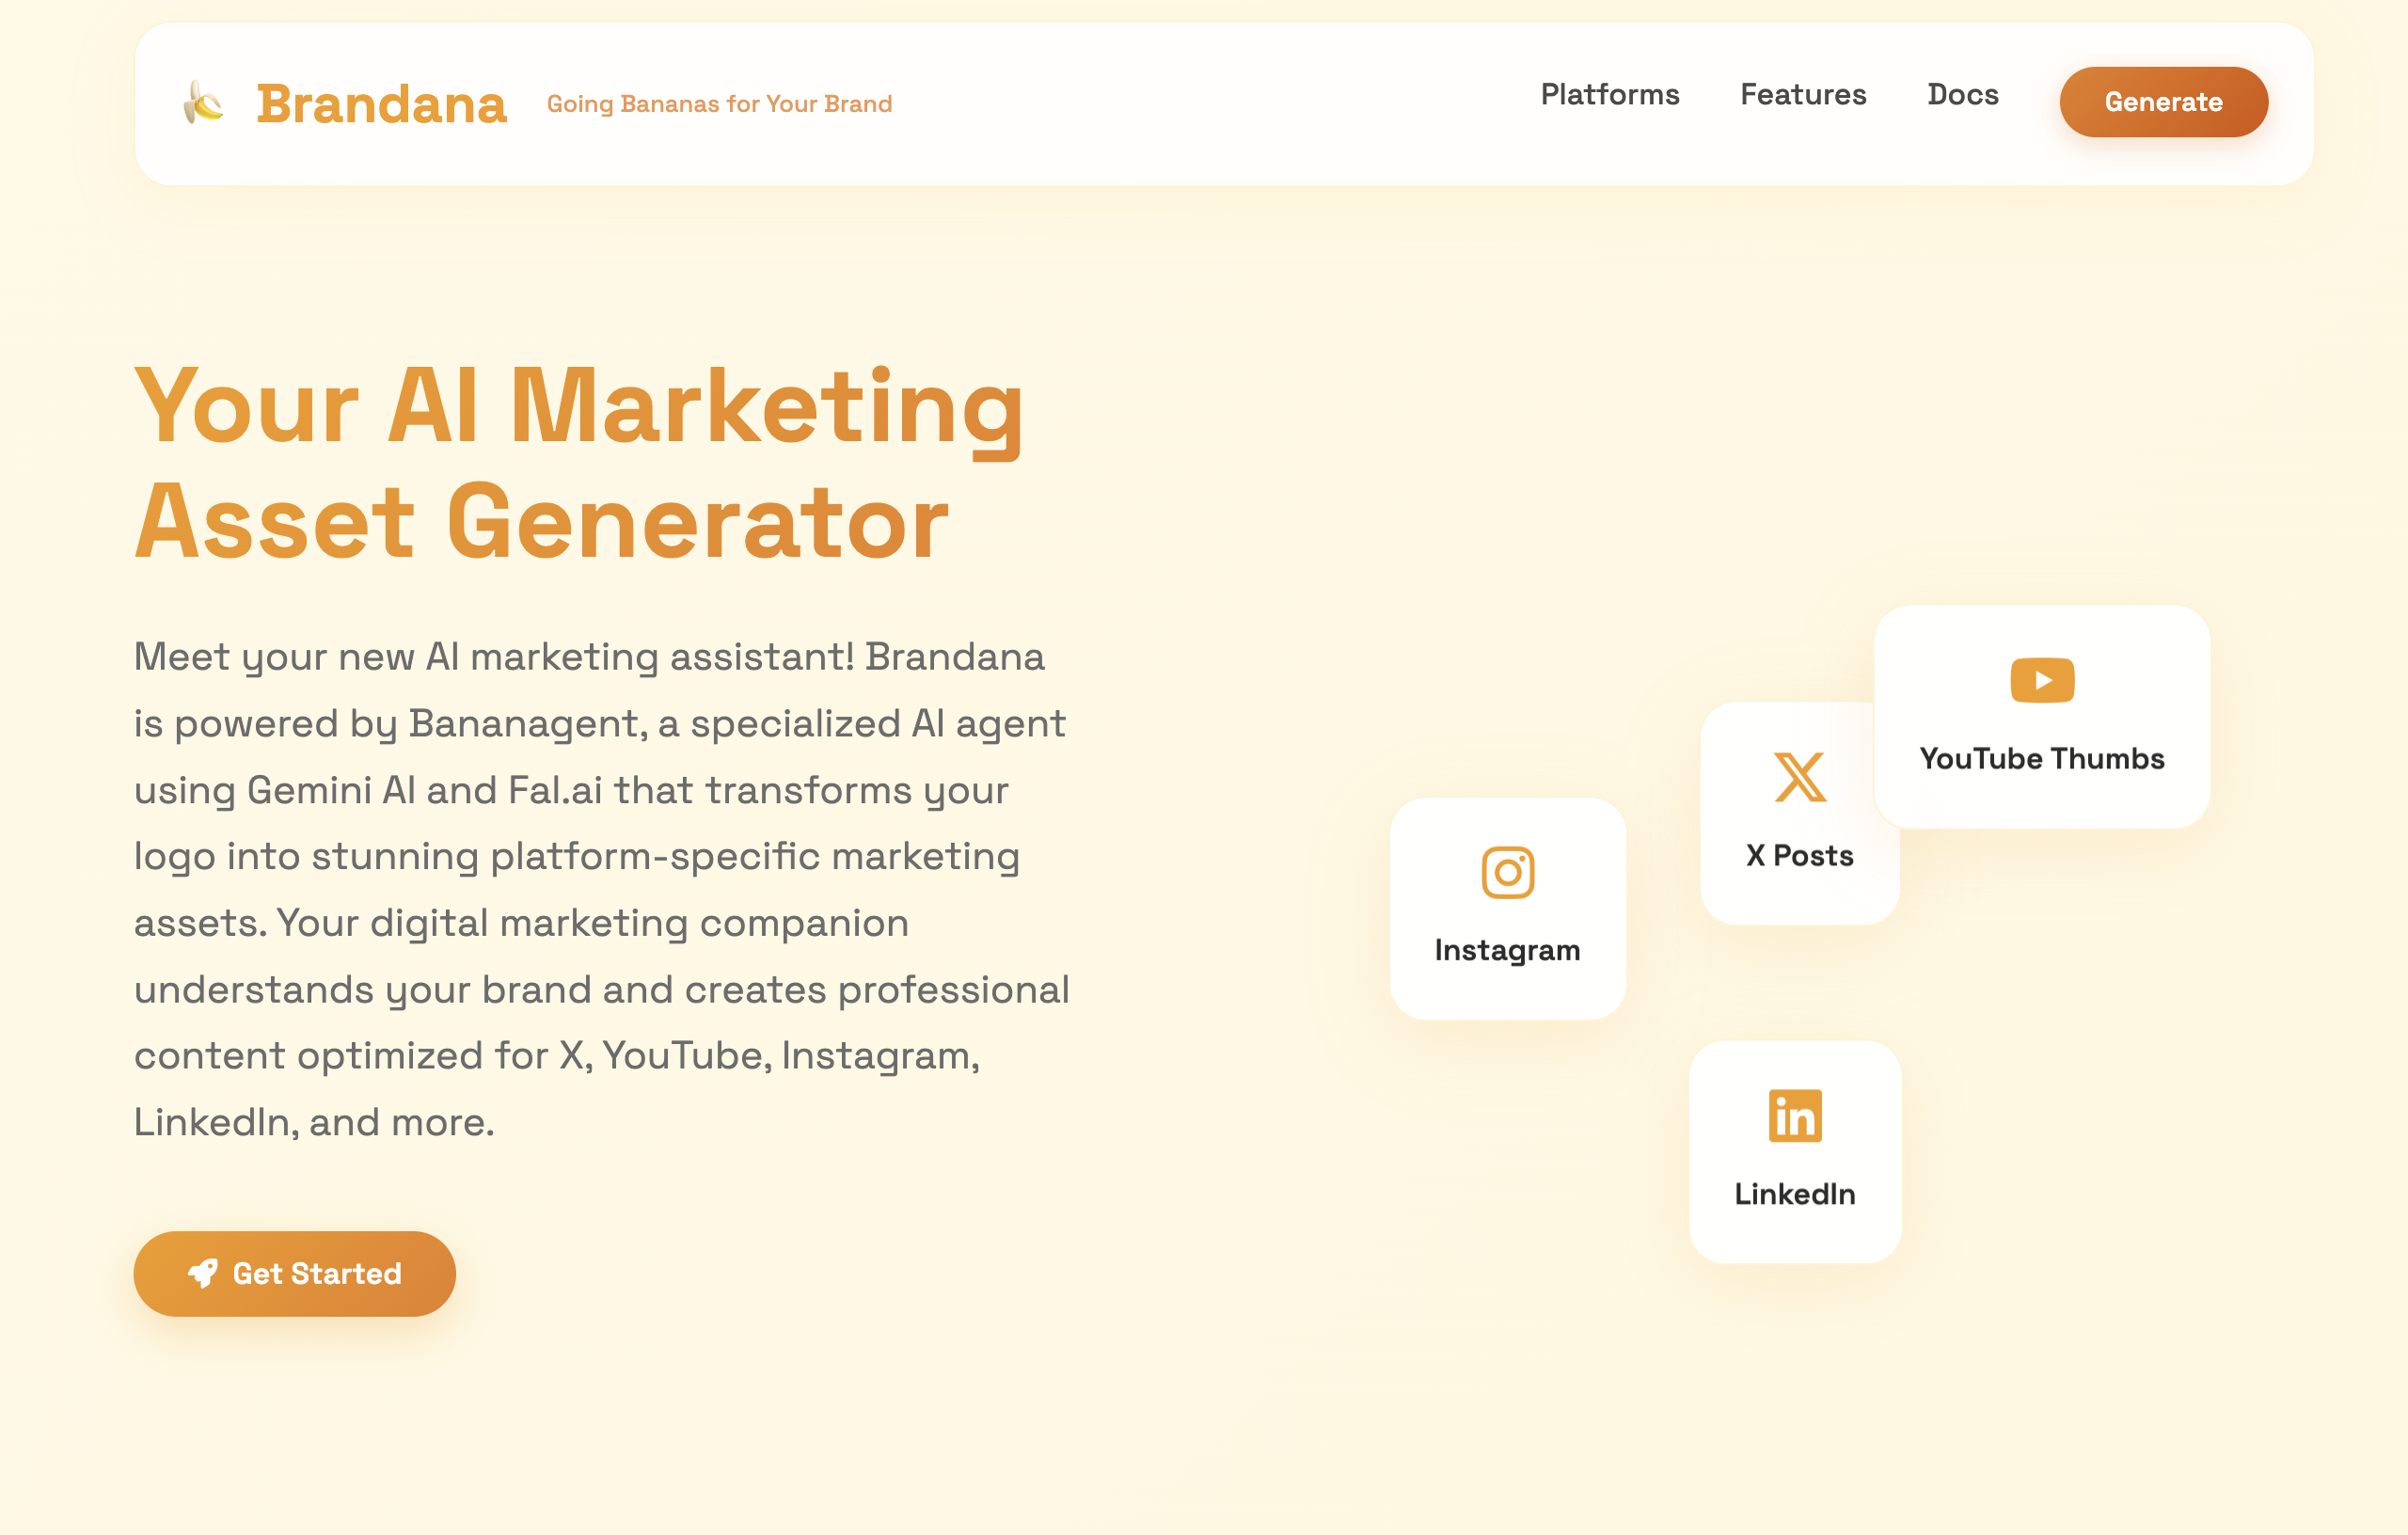 Brandana
Going Bananas for Your Brand
Platforms
Features
Docs
Generate
Your AI Marketing
Asset Generator
Meet your new AI marketing assistant! Brandana
is powered by Bananagent, a specialized AI agent
using Gemini AI and Fal.ai that transforms your
logo into stunning platform-specific marketing
assets. Your digital marketing companion
understands your brand and creates professional
content optimized for X, YouTube, Instagram,
LinkedIn, and more.
Get Started
Instagram
X Posts
YouTube Thumbs
LinkedIn